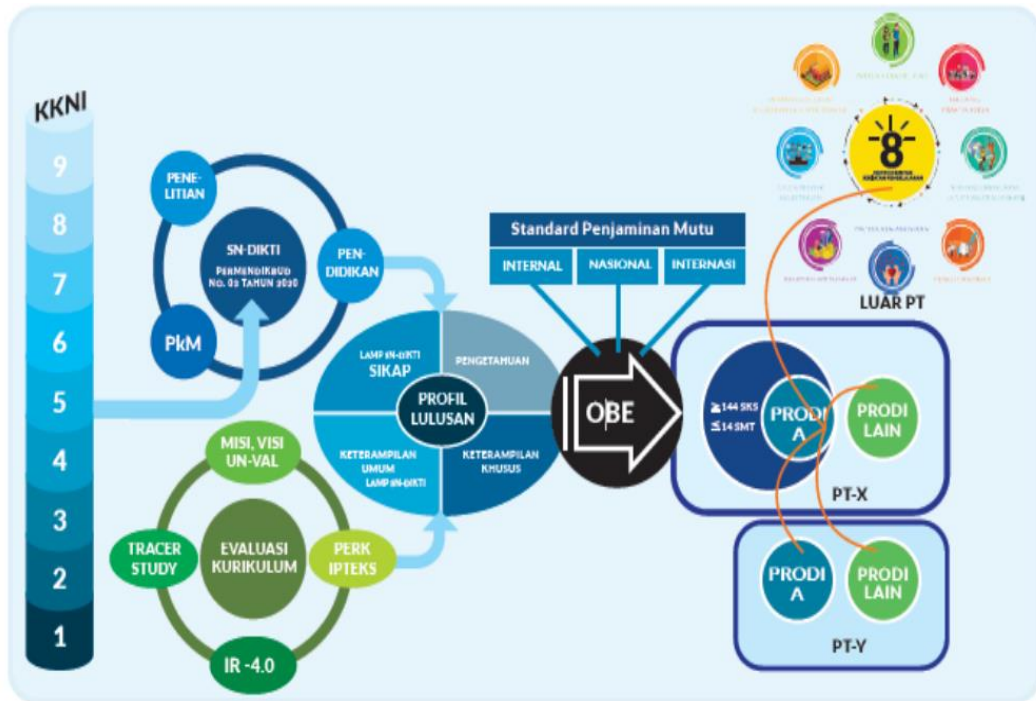 KKNI
9
8
7
6
5
4
3
2
1
PENE-
LITIAN
SN-DIKTI
PERMENDIKBUD
NO. 03 TAHUN 2020
PEN-
DIDIKAN
PkM
MISI, VISI
UN-VAL
TRACER
STUDY
EVALUASI
KURIKULUM
PERK
IPTEKS
IR -4.0
LAMP SN-DIKTI
SIKAP
PENGETAHUAN
PROFIL
LULUSAN
KETERAMPILAN
UMUM
LAMP SN-DIKTI
KETERAMPILAN
KHUSUS
Standard Penjaminan Mutu
INTERNAL
NASIONAL
INTERNASI
OBE
8
LUAR PT
≥144 SKS
≤14 SMT
PRODI
A
PRODI
LAIN
PT-X
PRODI
A
PRODI
LAIN
PT-Y